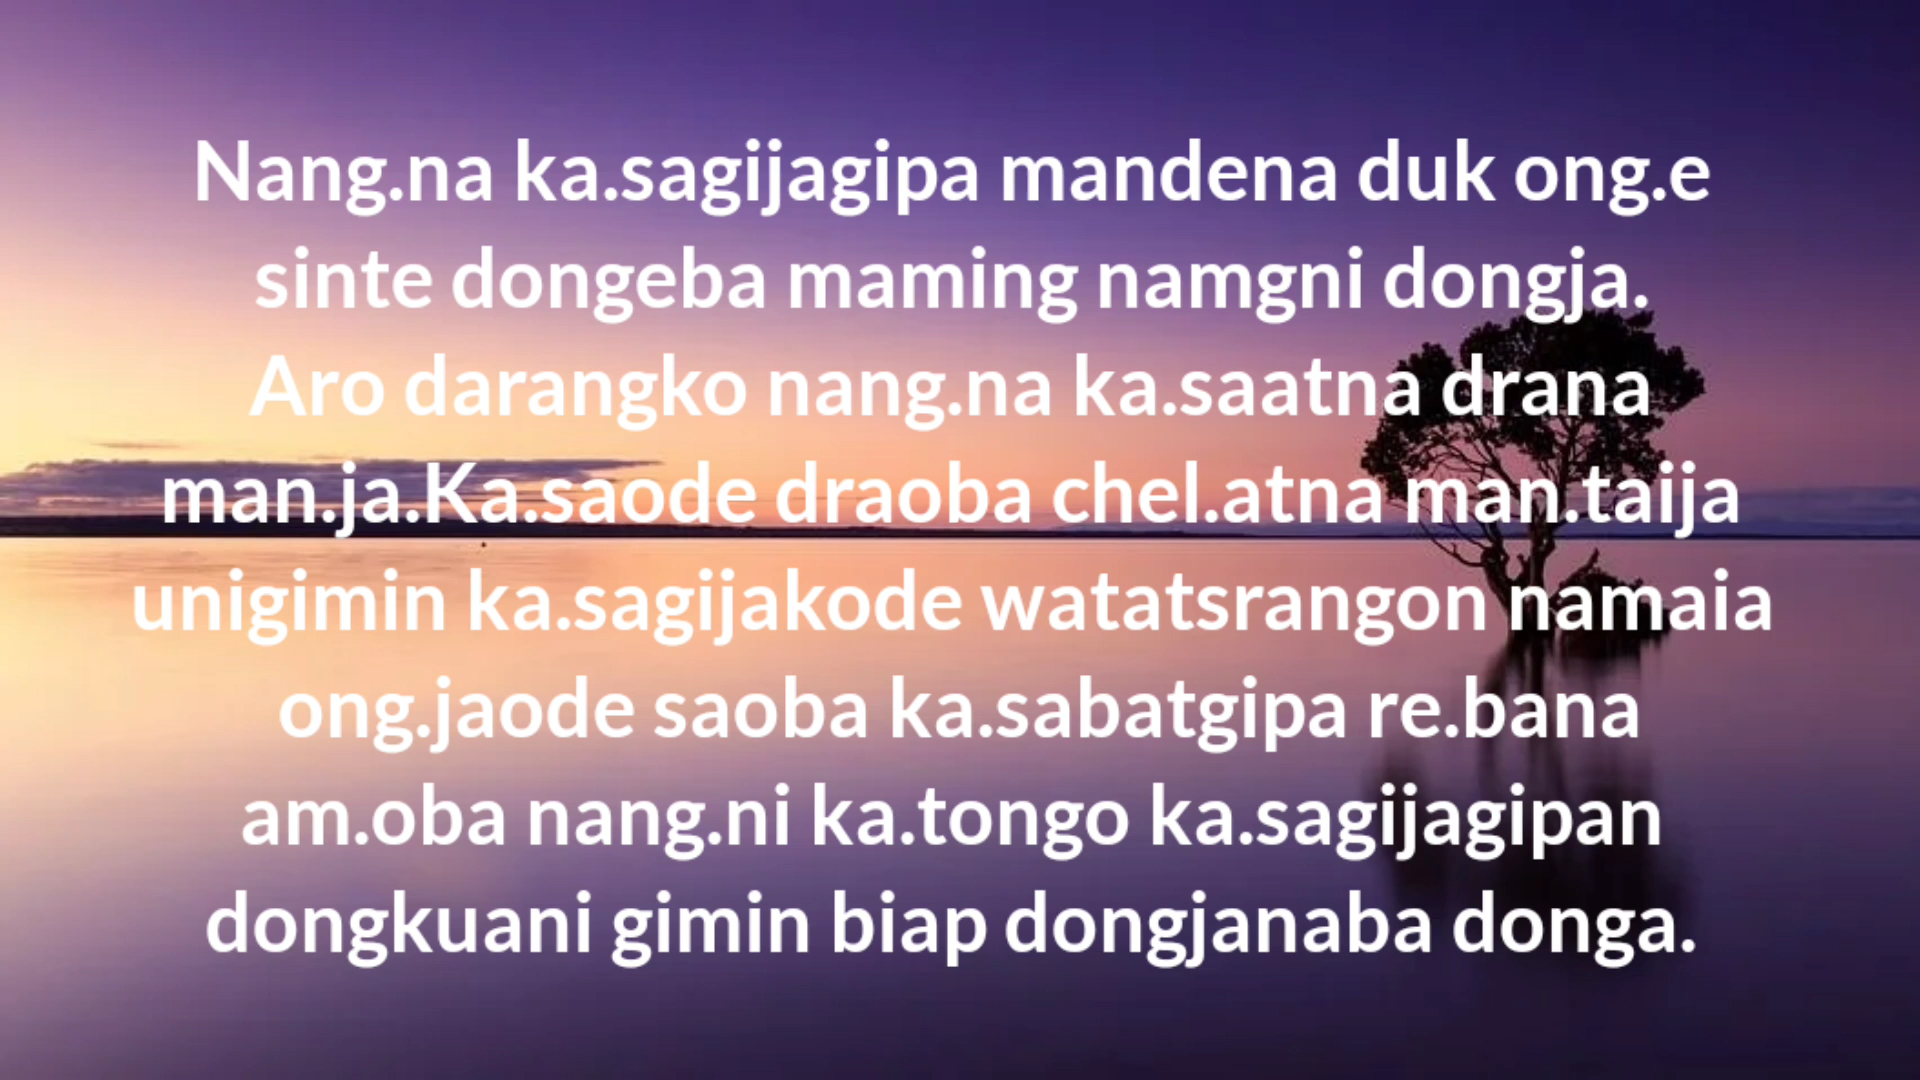 Nang.na ka.sagijagipa mandena duk ong.e
sinte dongeba maming namgni dongja.
Aro darangko nang.na ka.saatna drana
man.ja.Ka.saode draoba chel.atna man.taija
unigimin ka.sagijakode watatsrangon namaia
ong.jaode saoba ka.sabatgipa re.bana
am.oba nang.ni ka.tongo ka.sagijagipan
dongkuani gimin biap dongjanaba donga.